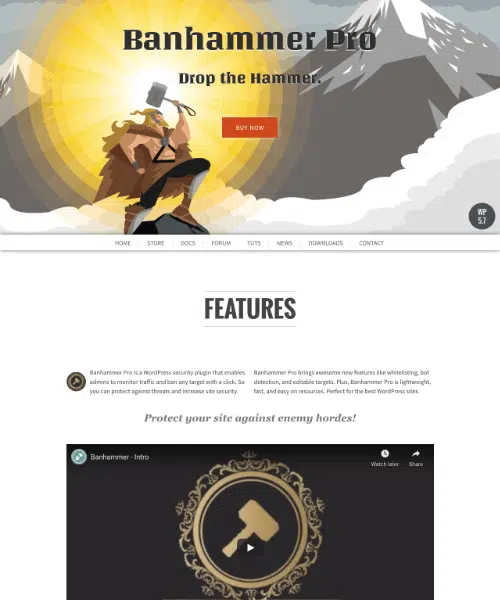 Banhammer Pro
Drop the Hammer.
BUY NOW
WP
5.7
HOME
STORE
DOCS
FORUM
TUTS
NEWS
DOWNLOADS
CONTACT
FEATURES
Banhammer Pro is a WordPress security plugin that enables
admins to monitor traffic and ban any target with a click. So
you can protect against threats and increase site security.
Banhammer Pro brings awesome new features like whitelisting, bot
detection, and editable targets. Plus, Banhammer Pro is lightweight,
fast, and easy on resources. Perfect for the best WordPress sites.
Protect your site against enemy hordes!
Banhammer - Intro
Watch later
Share